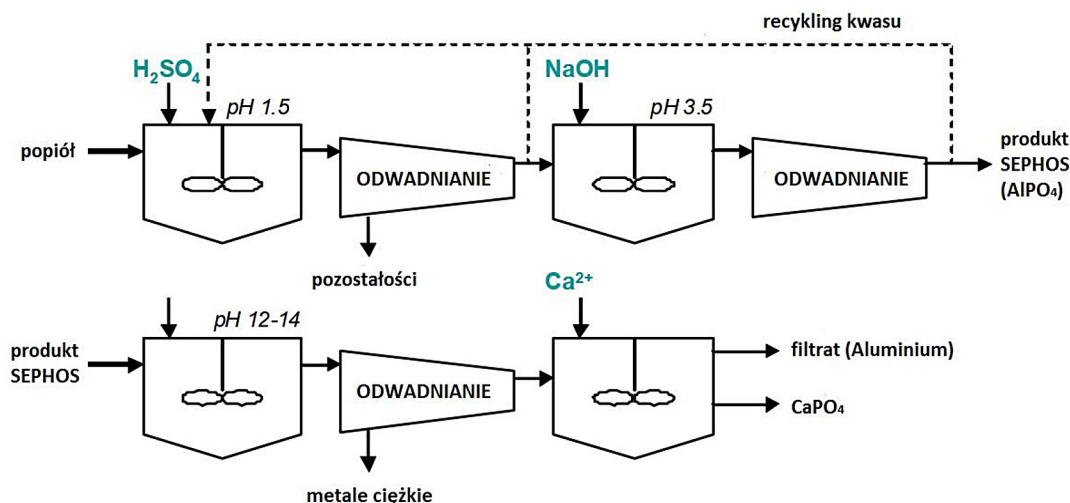 recykling kwasu
H₂SO₄
NaOH
pH 1.5
pH 3.5
popiół
ODWADNIANIE
ODWADNIANIE
produkt
SEPHOS
(AlPO₄)
pozostałości
Ca²⁺
pH 12-14
produkt
SEPHOS
ODWADNIANIE
filtrat (Aluminium)
CaPO₄
metale ciężkie